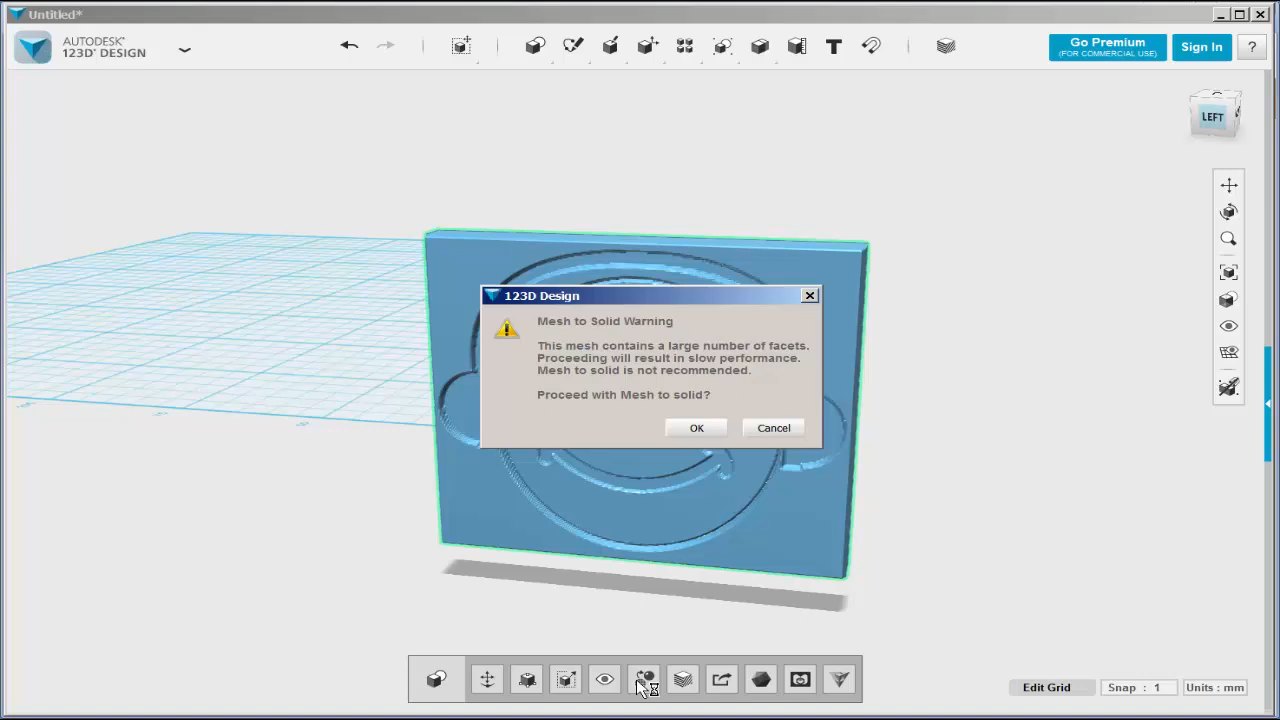 Untitled*
AUTODESK®
123D® DESIGN
Go Premium
(FOR COMMERCIAL USE)
Sign In
?
LEFT
123D Design
Mesh to Solid Warning
This mesh contains a large number of facets.
Proceeding will result in slow performance.
Mesh to solid is not recommended.
Proceed with Mesh to solid?
OK
Cancel
Edit Grid
Snap : 1
Units : mm